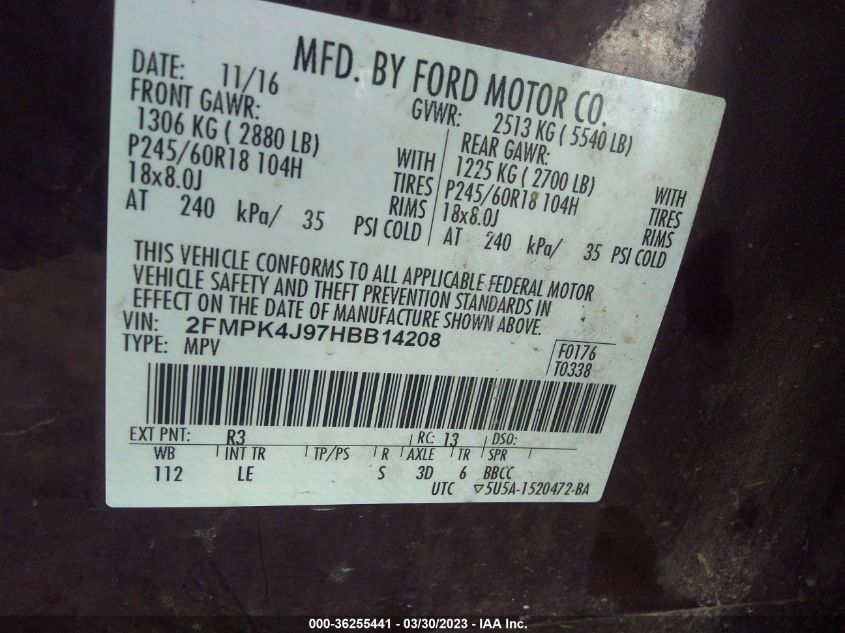 MFD. BY FORD MOTOR CO.
DATE: 11/16
GVWR: 2513 KG ( 5540 LB)
FRONT GAWR:
1306 KG ( 2880 LB)
P245/60R18 104H
18x8.0J
AT 240 kPa/ 35 PSI COLD
WITH
TIRES
RIMS
REAR GAWR:
1225 KG ( 2700 LB)
P245/60R18 104H
18x8.0J
AT 240 kPa/ 35 PSI COLD
WITH
TIRES
RIMS
THIS VEHICLE CONFORMS TO ALL APPLICABLE FEDERAL MOTOR
VEHICLE SAFETY AND THEFT PREVENTION STANDARDS IN
EFFECT ON THE DATE OF MANUFACTURE SHOWN ABOVE.
VIN: 2FMPK4J97HBB14208
TYPE: MPV
F0176
T0338
EXT PNT: R3 RC: 13 DSO:
WB INT TR TP/PS R AXLE TR SPR
112 LE S 3D 6 BBCC
UTC ▽5U5A-1520472-BA
000-36255441 - 03/30/2023 - IAA Inc.